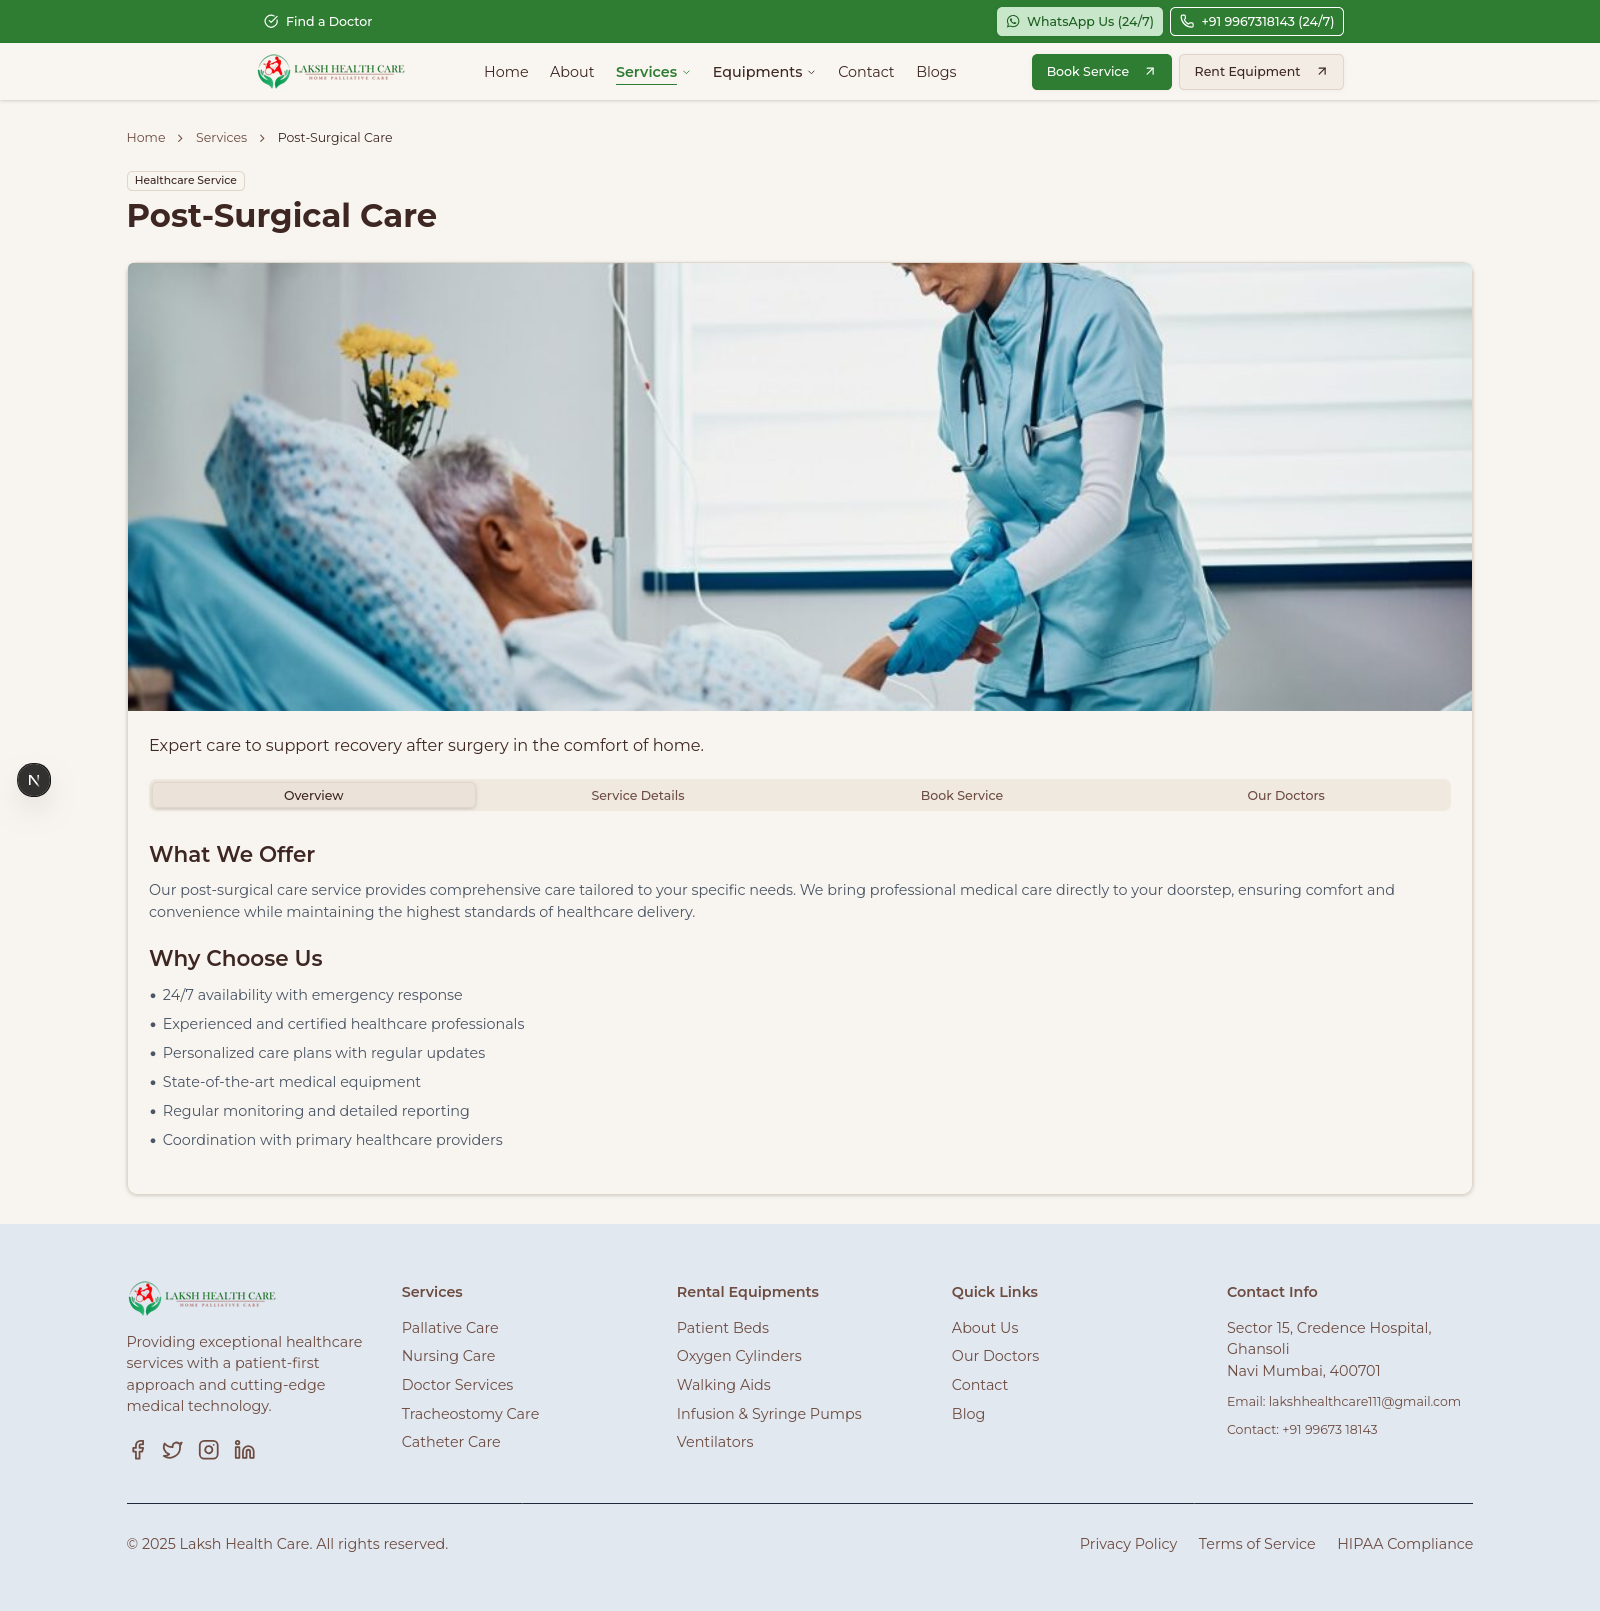 Find a Doctor
WhatsApp Us (24/7)
+91 9967318143 (24/7)
LAKSH HEALTH CARE
HOME PALLIATIVE CARE
Home
About
Services
Equipments
Contact
Blogs
Book Service
Rent Equipment
Home
Services
Post-Surgical Care
Healthcare Service
Post-Surgical Care
Expert care to support recovery after surgery in the comfort of home.
N
Overview
Service Details
Book Service
Our Doctors
What We Offer
Our post-surgical care service provides comprehensive care tailored to your specific needs. We bring professional medical care directly to your doorstep, ensuring comfort and
convenience while maintaining the highest standards of healthcare delivery.
Why Choose Us
• 24/7 availability with emergency response
• Experienced and certified healthcare professionals
• Personalized care plans with regular updates
• State-of-the-art medical equipment
• Regular monitoring and detailed reporting
• Coordination with primary healthcare providers
LAKSH HEALTH CARE
HOME PALLIATIVE CARE
Providing exceptional healthcare
services with a patient-first
approach and cutting-edge
medical technology.
Services
Pallative Care
Nursing Care
Doctor Services
Tracheostomy Care
Catheter Care
Rental Equipments
Patient Beds
Oxygen Cylinders
Walking Aids
Infusion & Syringe Pumps
Ventilators
Quick Links
About Us
Our Doctors
Contact
Blog
Contact Info
Sector 15, Credence Hospital,
Ghansoli
Navi Mumbai, 400701
Email: lakshhealthcare111@gmail.com
Contact: +91 99673 18143
© 2025 Laksh Health Care. All rights reserved.
Privacy Policy
Terms of Service
HIPAA Compliance